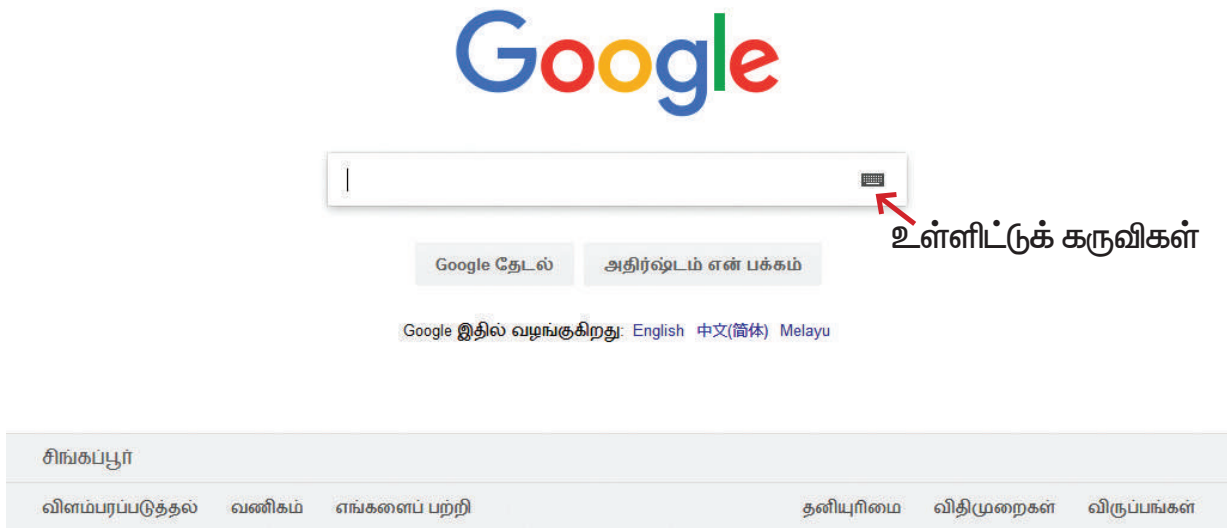 Google
உள்ளிட்டுக் கருவிகள்
Google தேடல் அதிர்ஷ்டம் என் பக்கம்
Google இதில் வழங்குகிறது: English 中文(简体) Melayu
சிங்கப்பூர்
விளம்பரப்படுத்தல் வணிகம் எங்களைப் பற்றி தனியுரிமை விதிமுறைகள் விருப்பங்கள்